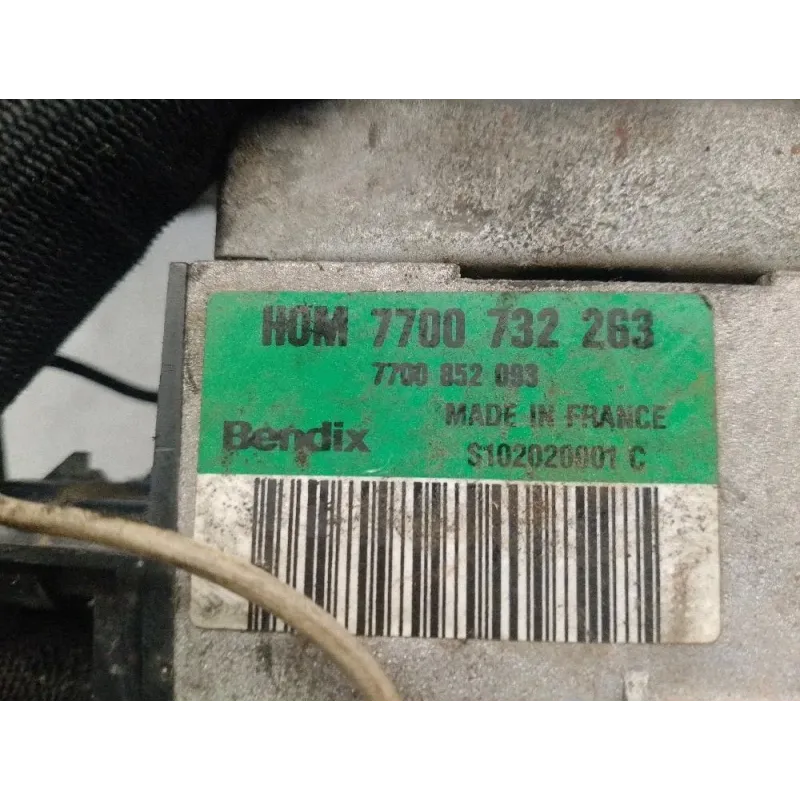 HOM 7700 732 263
7700 852 093
Bendix MADE IN FRANCE
S102020001 C